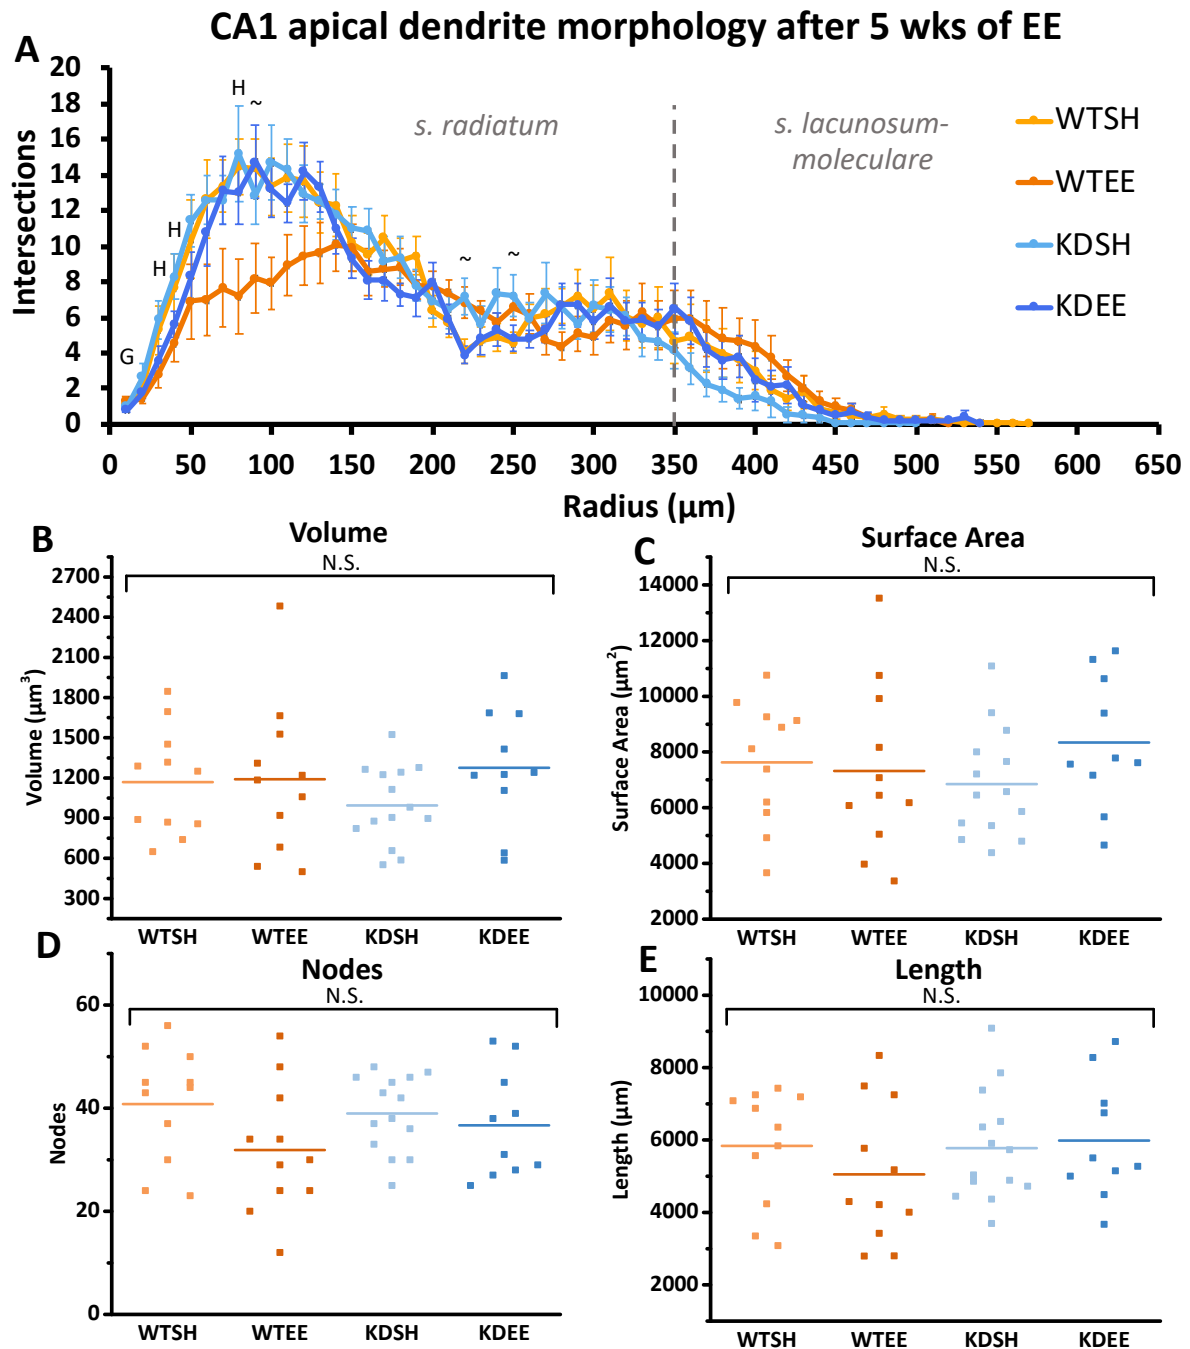 CA1 apical dendrite morphology after 5 wks of EE
A
20
18
16
14
12
10
8
6
4
2
0
Intersections
G
H
H
H
~
~
~
s. radiatum
s. lacunosum-
moleculare
WTSH
WTEE
KDSH
KDEE
0 50 100 150 200 250 300 350 400 450 500 550 600 650
Radius (µm)
B
Volume
N.S.
2700
2400
2100
1800
1500
1200
900
600
300
Volume (µm³)
WTSH WTEE KDSH KDEE
C
Surface Area
N.S.
14000
12000
10000
8000
6000
4000
2000
Surface Area (µm²)
WTSH WTEE KDSH KDEE
D
Nodes
N.S.
60
40
20
0
Nodes
WTSH WTEE KDSH KDEE
E
Length
N.S.
10000
8000
6000
4000
2000
Length (µm)
WTSH WTEE KDSH KDEE